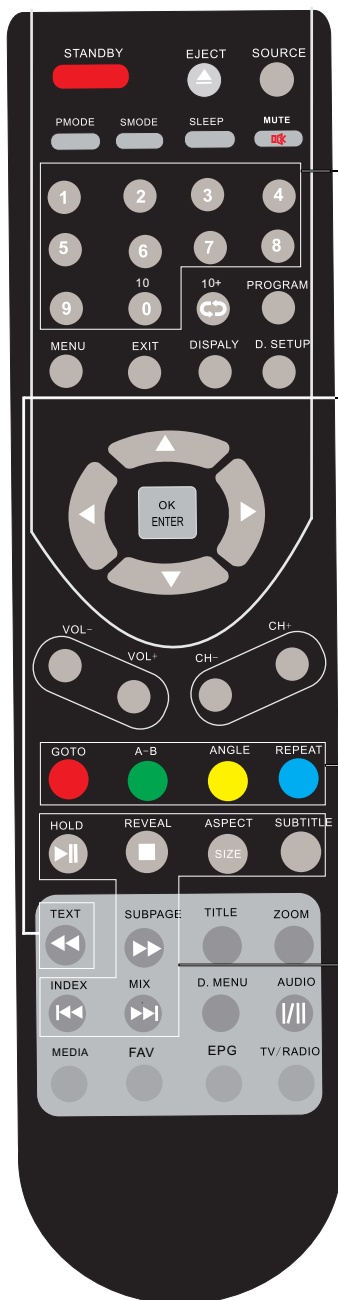 STANDBY EJECT SOURCE
PMODE SMODE SLEEP MUTE
1 2 3 4
5 6 7 8
10 10+ PROGRAM
9 0
MENU EXIT DISPALY D. SETUP
OK
ENTER
VOL- CH+
VOL+ CH-
GOTO A-B ANGLE REPEAT
HOLD REVEAL ASPECT SUBTITLE
SIZE
TEXT SUBPAGE TITLE ZOOM
INDEX MIX D. MENU AUDIO
I/II
MEDIA FAV EPG TV/RADIO